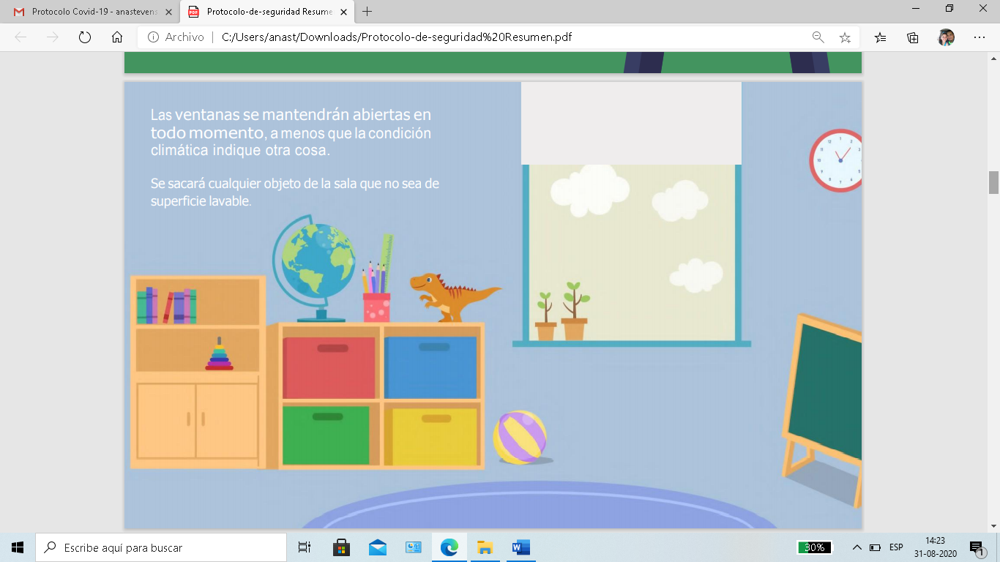 Protocolo Covid-19 - anastevens
Protocolo-de-seguridad Resume
Archivo
C:/Users/anast/Downloads/Protocolo-de-seguridad%20Resumen.pdf
Las ventanas se mantendrán abiertas en
todo momento, a menos que la condición
climática indique otra cosa.
Se sacará cualquier objeto de la sala que no sea de
superficie lavable.
Escribe aquí para buscar
30%
ESP
14:23
31-08-2020
1